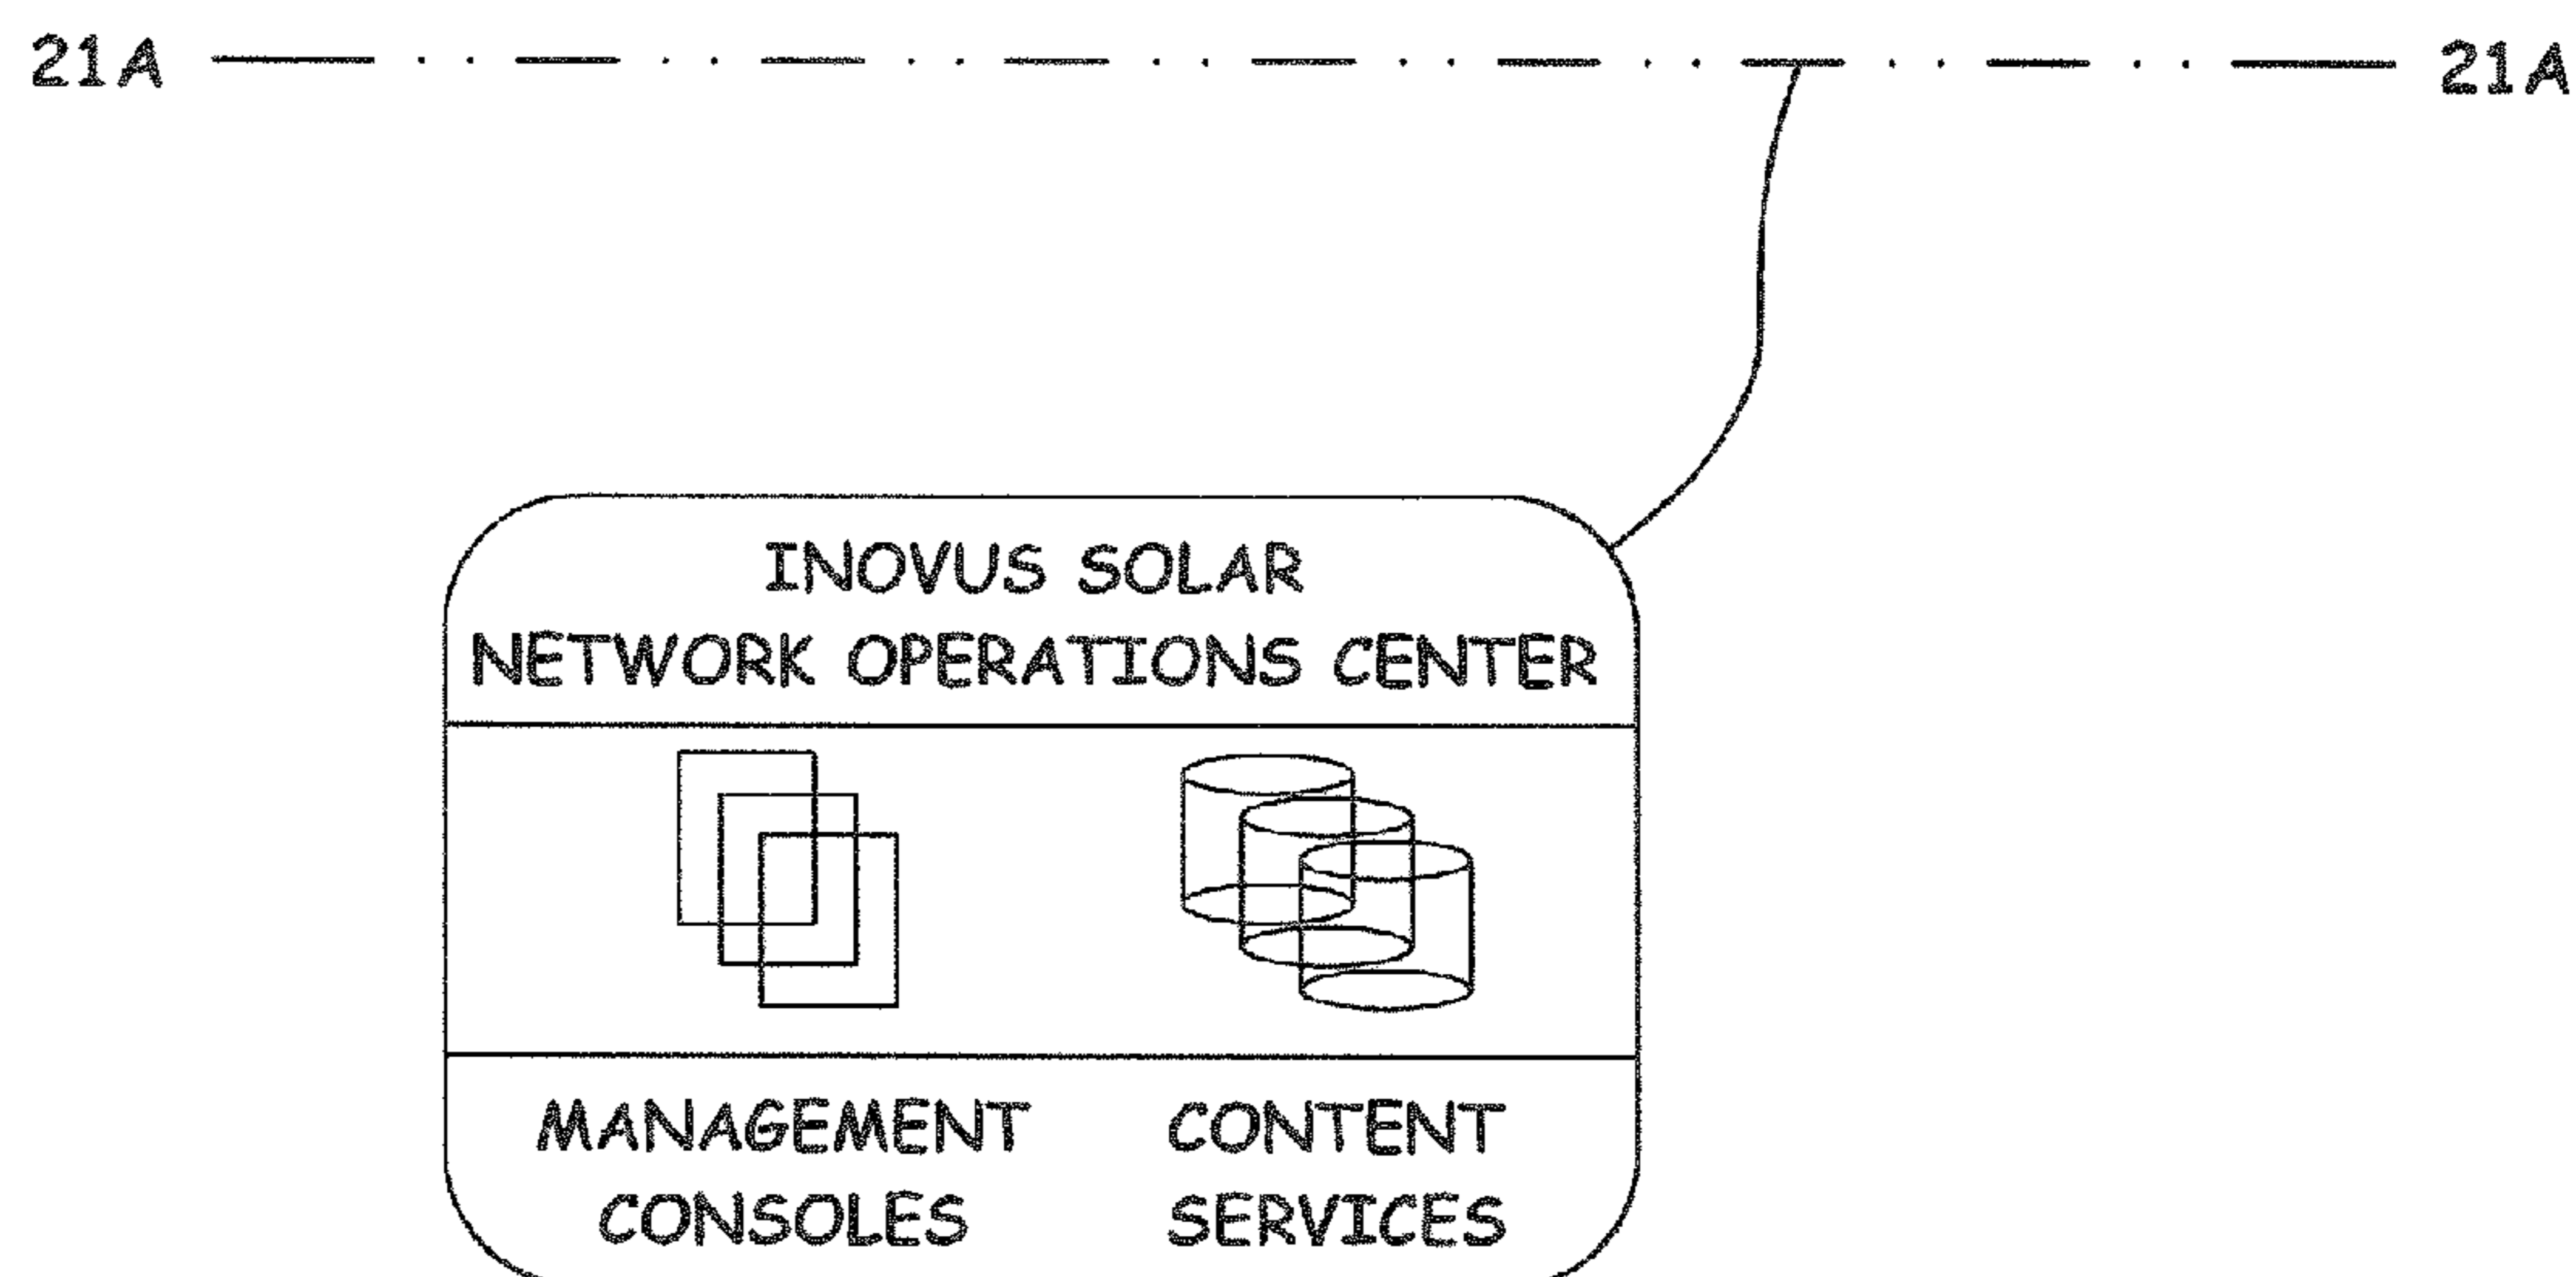 21A 21A
INOVUS SOLAR
NETWORK OPERATIONS CENTER
MANAGEMENT CONTENT
CONSOLES SERVICES